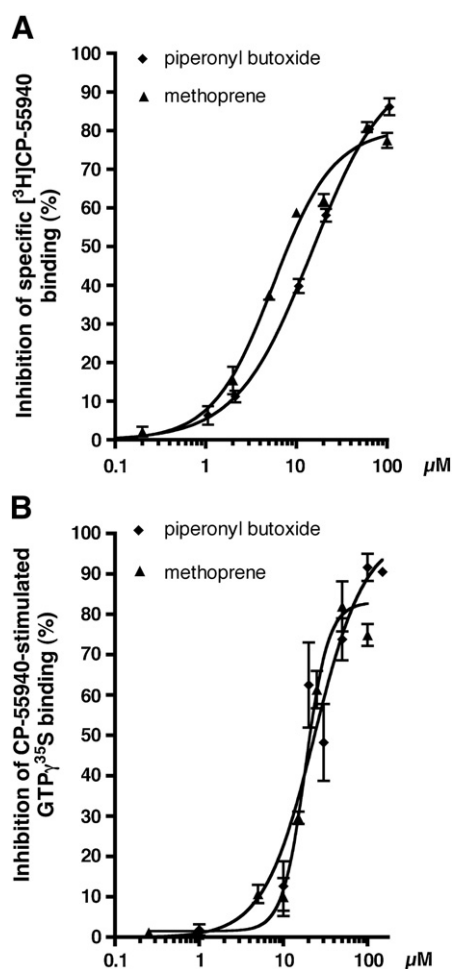 A
piperonyl butoxide
methoprene
Inhibition of specific [³H]CP-55940
binding (%)
100
90
80
70
60
50
40
30
20
10
0
0.1 1 10 100 µM
B
piperonyl butoxide
methoprene
Inhibition of CP-55940-stimulated
GTPγ³⁵S binding (%)
100
90
80
70
60
50
40
30
20
10
0
1 10 100 µM